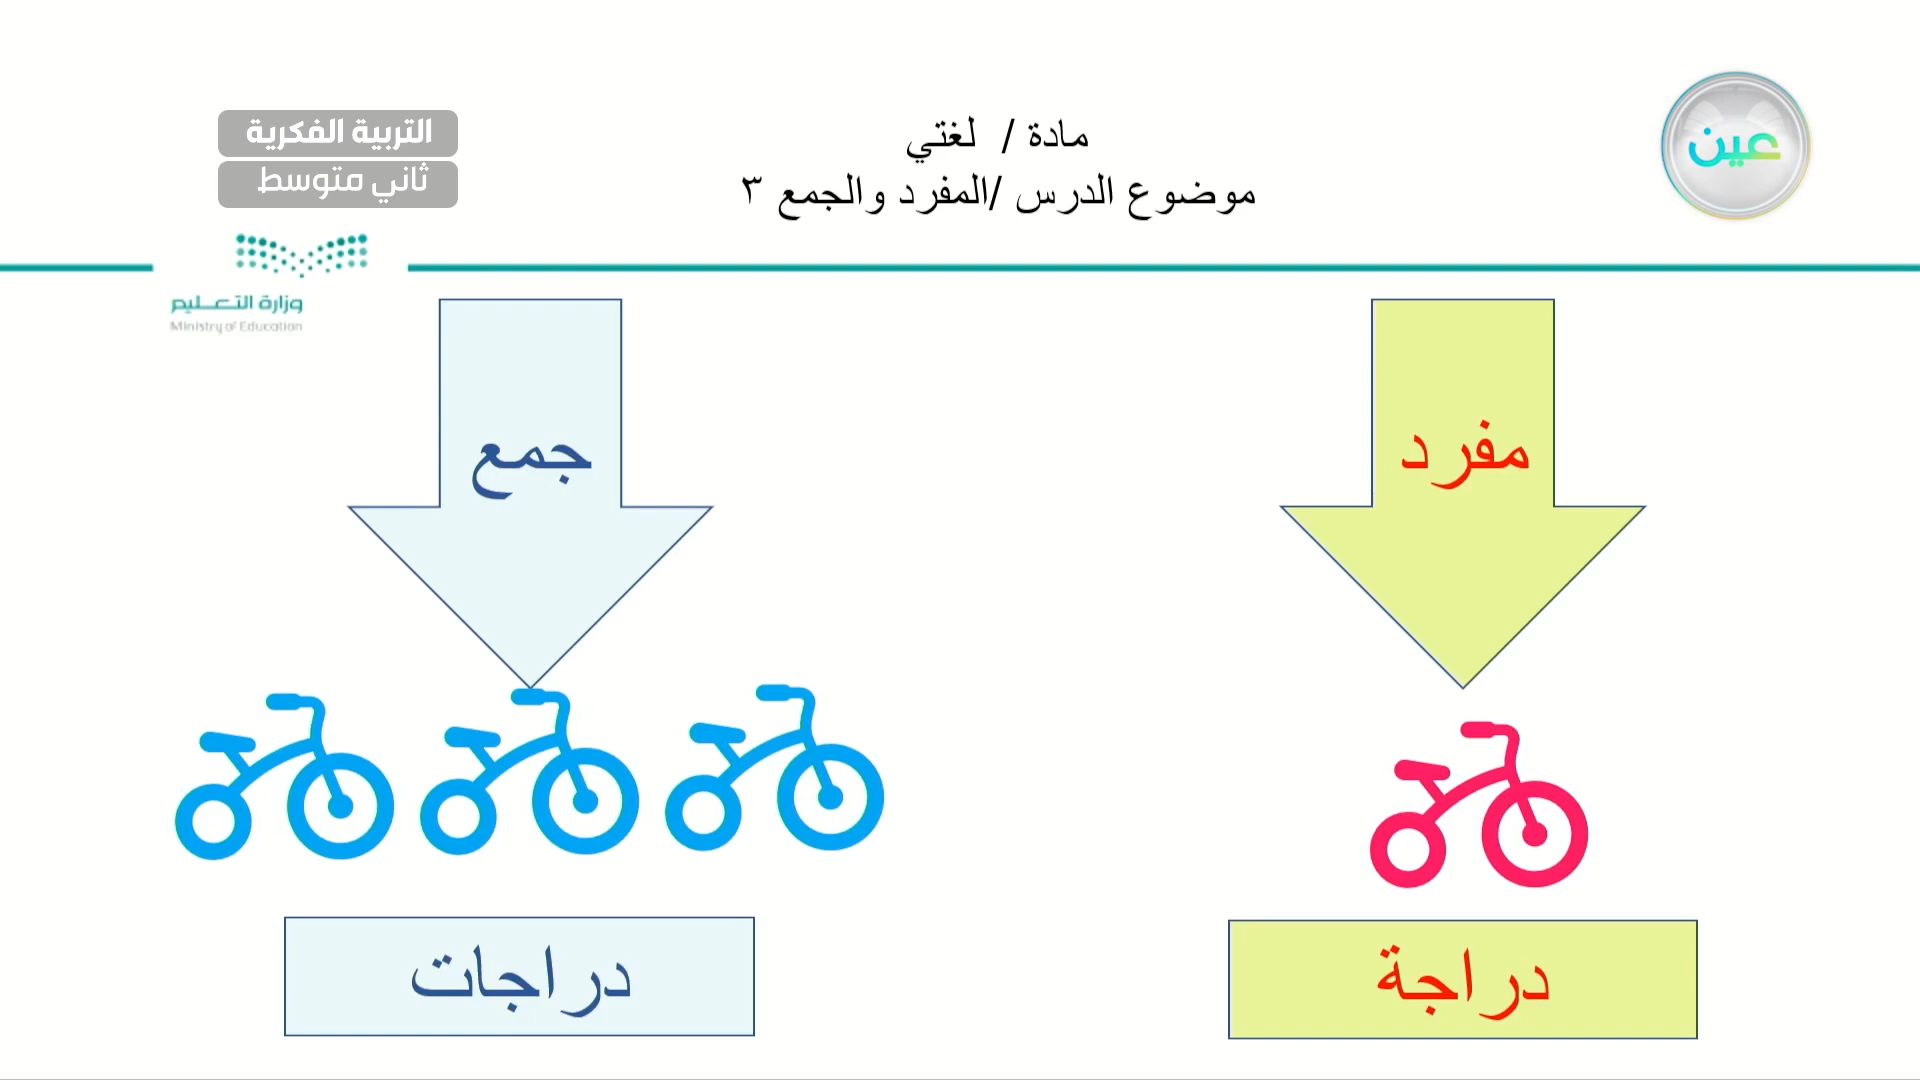 عين
مادة / لغتي
موضوع الدرس /المفرد والجمع ٣
التربية الفكرية
ثاني متوسط
وزارة التعليم
Ministry of Education
مفرد
جمع
دراجة
دراجات